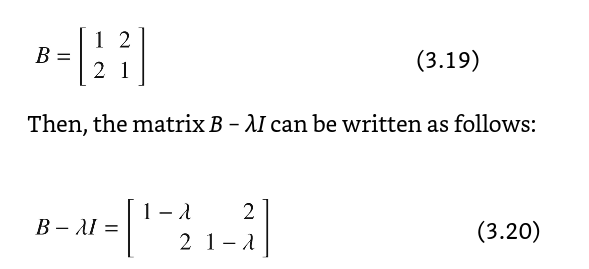 B = [ 1 2
2 1 ] (3.19)
Then, the matrix B − λI can be written as follows:
B − λI = [ 1 − λ 2
2 1 − λ ] (3.20)